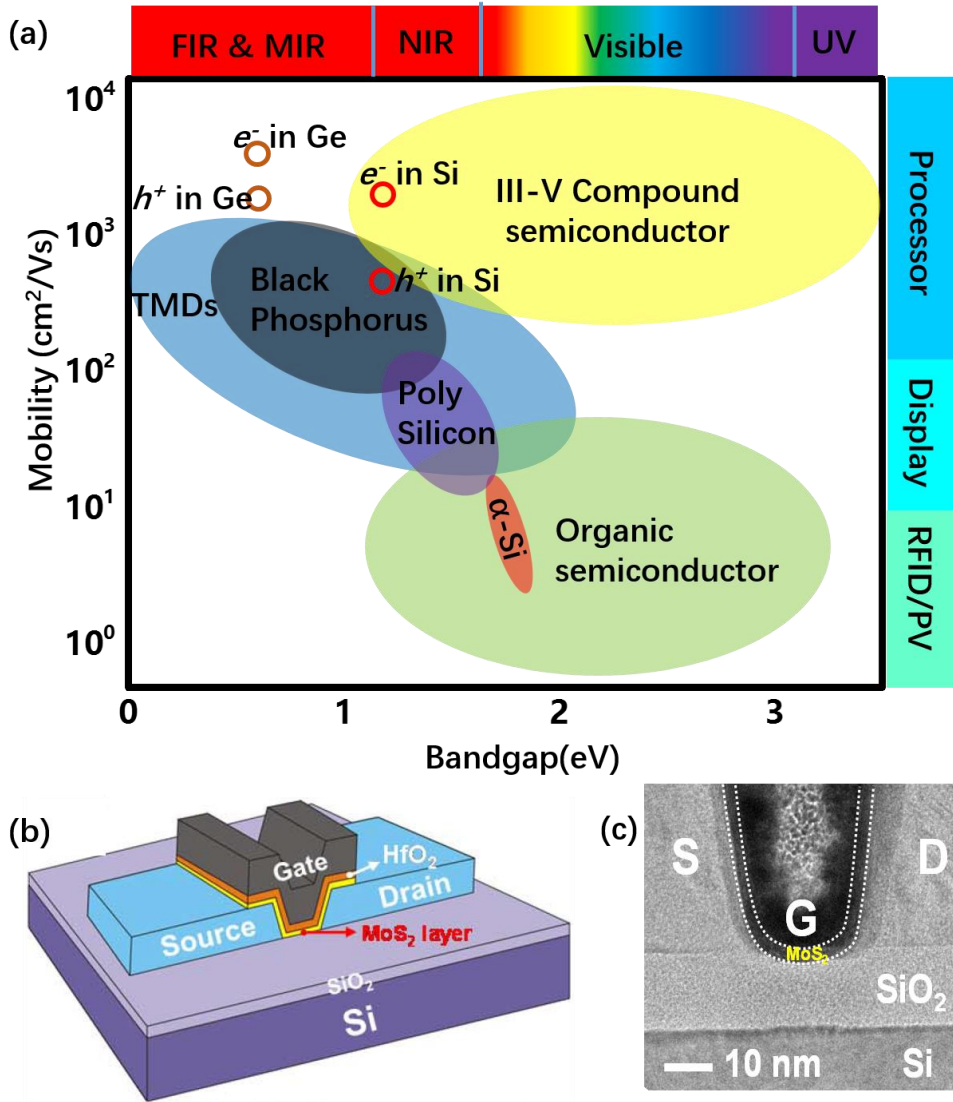 (a)
FIR & MIR NIR Visible UV
10⁴
e⁻ in Ge
e⁻ in Si
h⁺ in Ge
III-V Compound
semiconductor
10³
h⁺ in Si
Black
Phosphorus
TMDs
10²
Poly
Silicon
10¹
α-Si
Organic
semiconductor
10⁰
Mobility (cm²/Vs)
Processor
Display
RFID/PV
0 1 2 3
Bandgap(eV)
(b)
Gate
HfO₂
Drain
Source
MoS₂ layer
SiO₂
Si
(c)
S
D
G
MoS₂
SiO₂
10 nm
Si